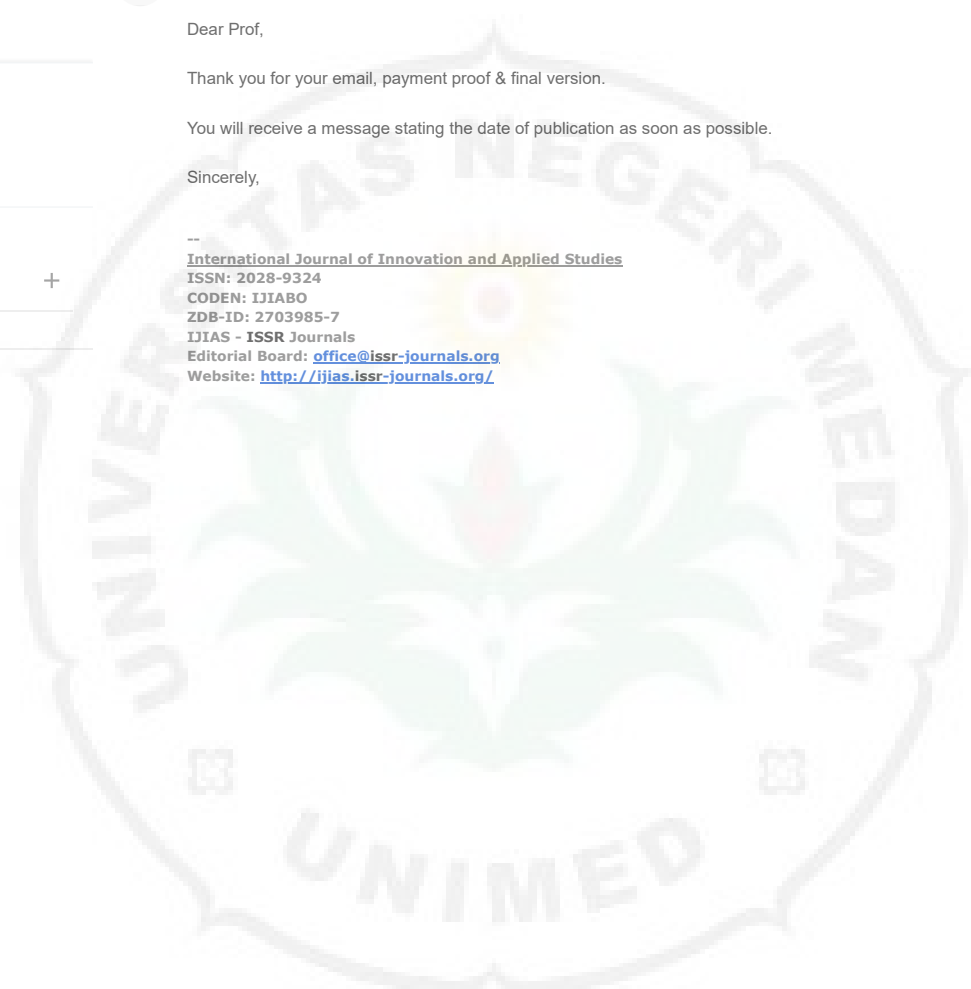 Dear Prof,
Thank you for your email, payment proof & final version.
You will receive a message stating the date of publication as soon as possible.
Sincerely,
--
International Journal of Innovation and Applied Studies
ISSN: 2028-9324
CODEN: IJIABO
ZDB-ID: 2703985-7
IJIAS - ISSR Journals
Editorial Board: office@issr-journals.org
Website: http://ijias.issr-journals.org/
UNIVERSITAS NEGERI MEDAN
UNIMED